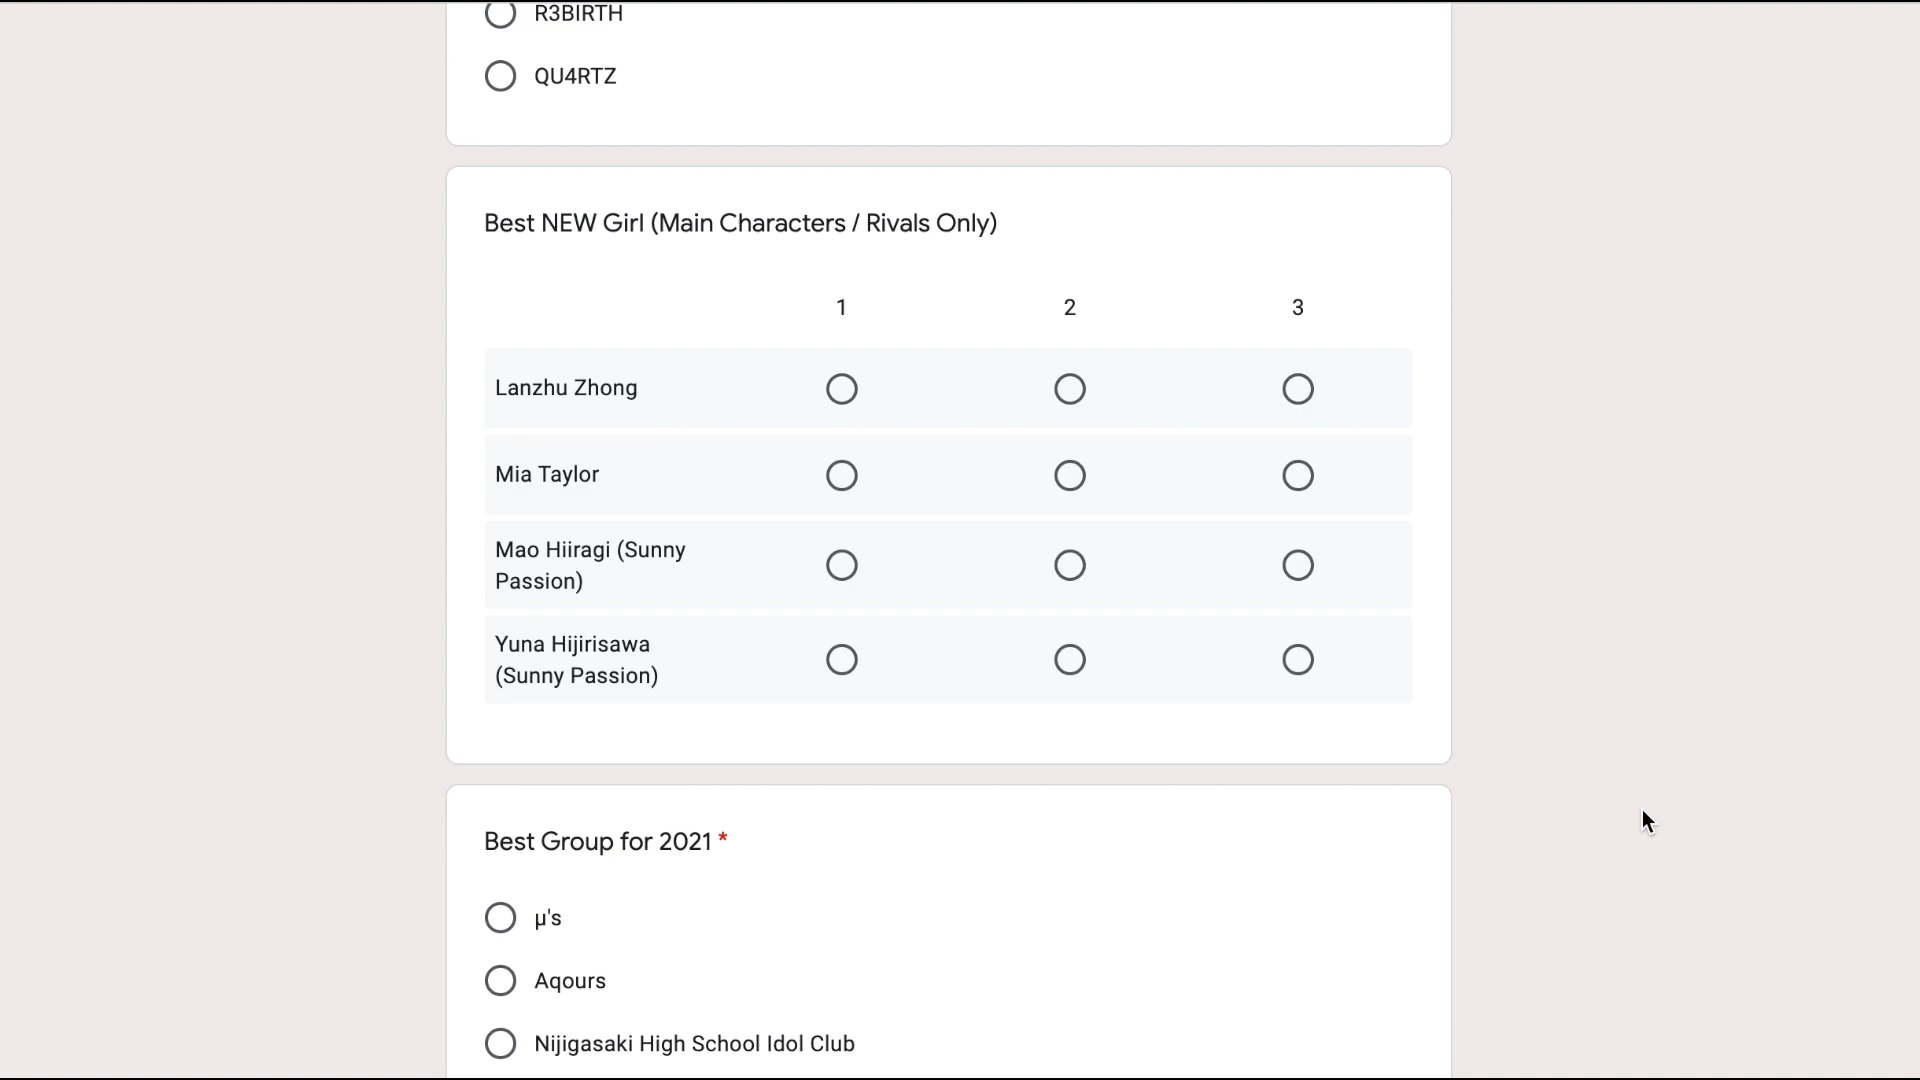 R3BIRTH
QU4RTZ
Best NEW Girl (Main Characters / Rivals Only)
1 2 3
Lanzhu Zhong
Mia Taylor
Mao Hiiragi (Sunny
Passion)
Yuna Hijirisawa
(Sunny Passion)
Best Group for 2021 *
μ's
Aqours
Nijigasaki High School Idol Club